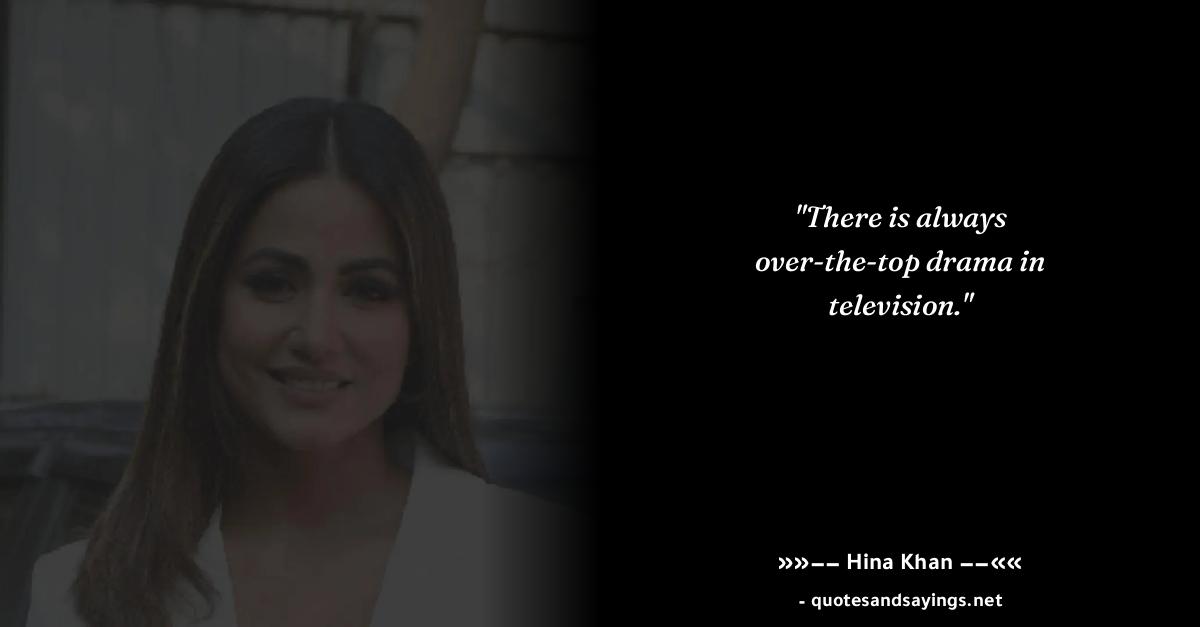 "There is always
over-the-top drama in
television."
»»−− Hina Khan −−««
- quotesandsayings.net